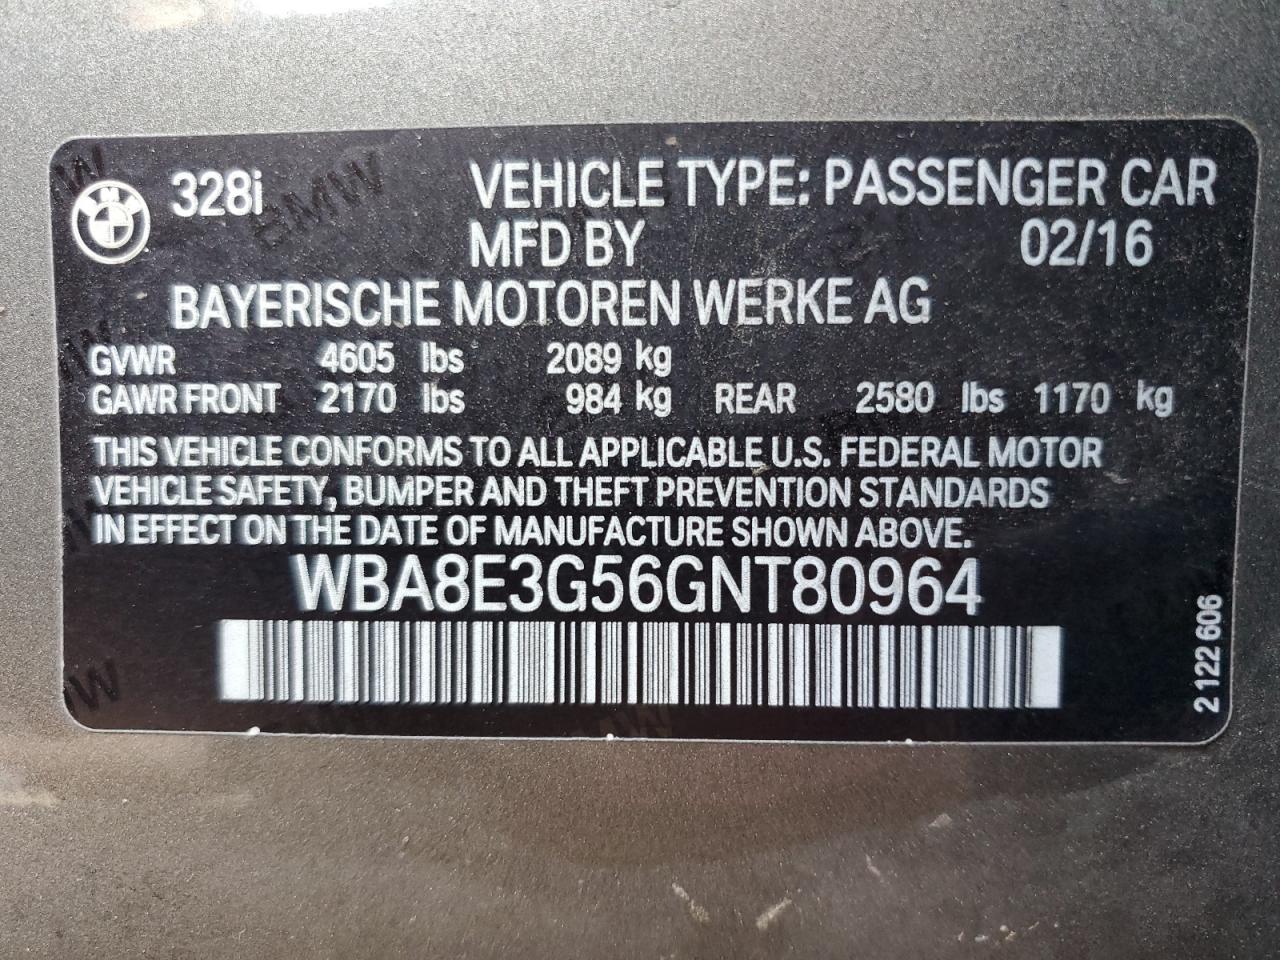 328i VEHICLE TYPE: PASSENGER CAR
MFD BY 02/16
BAYERISCHE MOTOREN WERKE AG
GVWR 4605 lbs 2089 kg
GAWR FRONT 2170 lbs 984 kg REAR 2580 lbs 1170 kg
THIS VEHICLE CONFORMS TO ALL APPLICABLE U.S. FEDERAL MOTOR
VEHICLE SAFETY, BUMPER AND THEFT PREVENTION STANDARDS
IN EFFECT ON THE DATE OF MANUFACTURE SHOWN ABOVE.
WBA8E3G56GNT80964
2 122 606
BMW